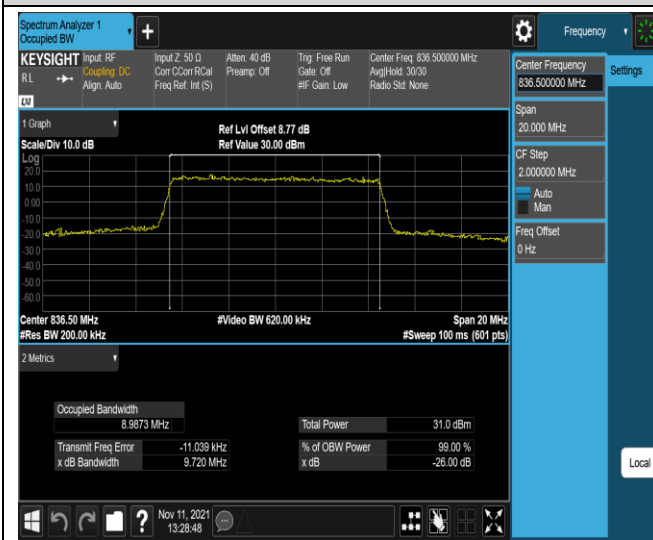 Spectrum Analyzer 1
Occupied BW
+
Frequency
KEYSIGHT
R L
LXI
Input: RF
Coupling: DC
Align: Auto
Input Z: 50 Ω
Corr CCorr RCal
Freq Ref: Int (S)
Atten: 40 dB
Preamp: Off
Trig: Free Run
Gate: Off
#IF Gain: Low
Center Freq: 836.500000 MHz
Avg|Hold: 30/30
Radio Std: None
Center Frequency
836.500000 MHz
Settings
Span
20.000 MHz
CF Step
2.000000 MHz
Auto
Man
Freq Offset
0 Hz
1 Graph
Scale/Div 10.0 dB
Ref Lvl Offset 8.77 dB
Ref Value 30.00 dBm
Log
20.0
10.0
0.00
-10.0
-20.0
-30.0
-40.0
-50.0
-60.0
Center 836.50 MHz
#Video BW 620.00 kHz
Span 20 MHz
#Res BW 200.00 kHz
#Sweep 100 ms (601 pts)
2 Metrics
Occupied Bandwidth
8.9873 MHz
Total Power 31.0 dBm
Transmit Freq Error -11.039 kHz
% of OBW Power 99.00 %
x dB Bandwidth 9.720 MHz
x dB -26.00 dB
Local
?
Nov 11, 2021
13:28:48